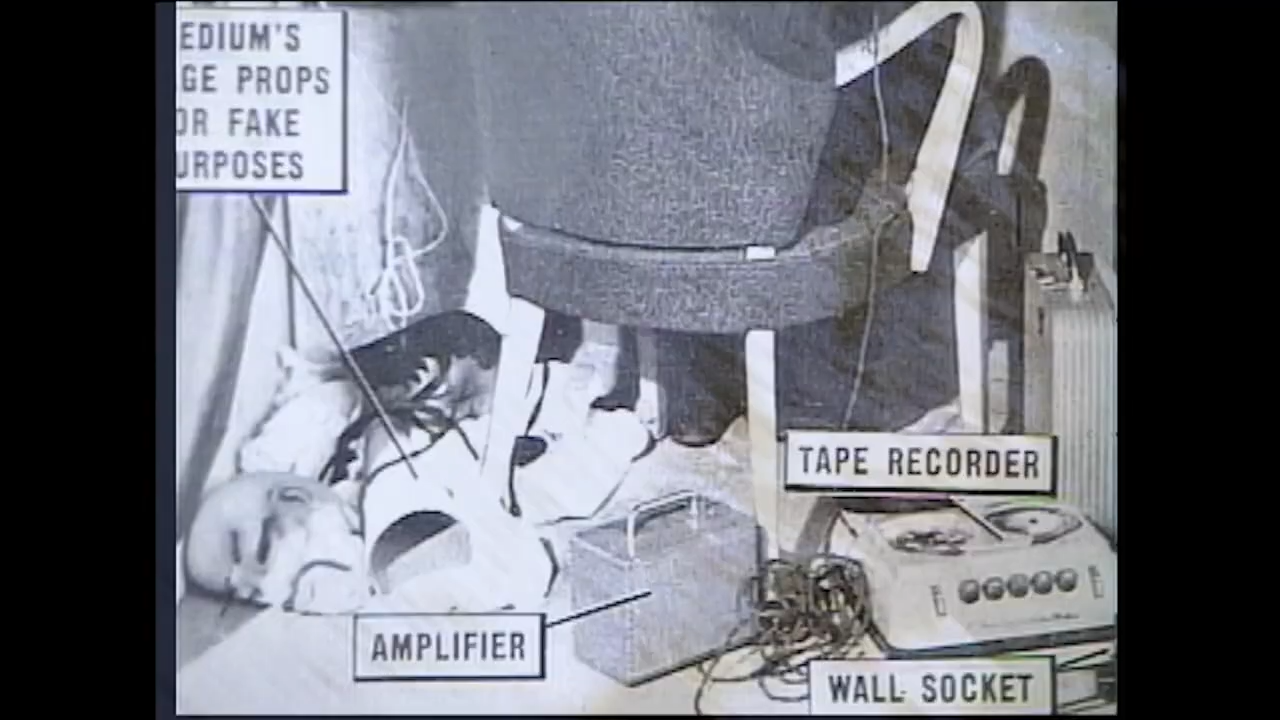 EDIUM'S
GE PROPS
OR FAKE
URPOSES
TAPE RECORDER
AMPLIFIER
WALL SOCKET